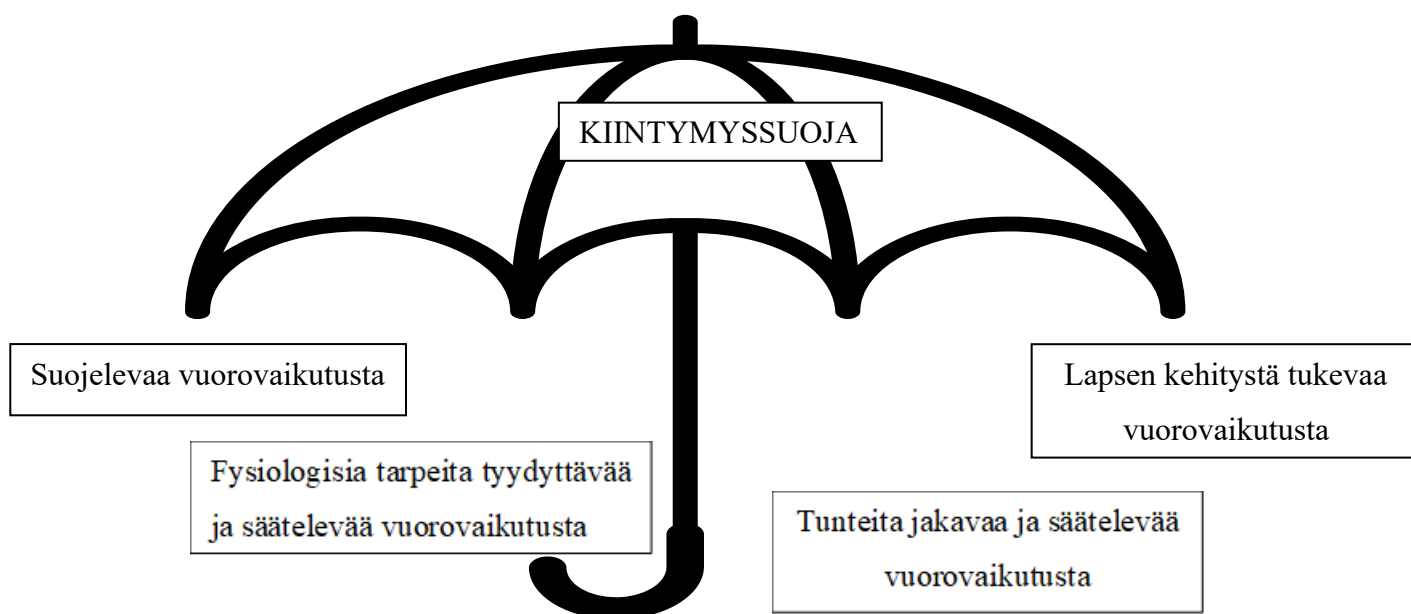 KIINTYMYSSUOJA
Suojelevaa vuorovaikutusta
Lapsen kehitystä tukevaa
vuorovaikutusta
Fysiologisia tarpeita tyydyttävää
ja säätelevää vuorovaikutusta
Tunteita jakavaa ja säätelevää
vuorovaikutusta